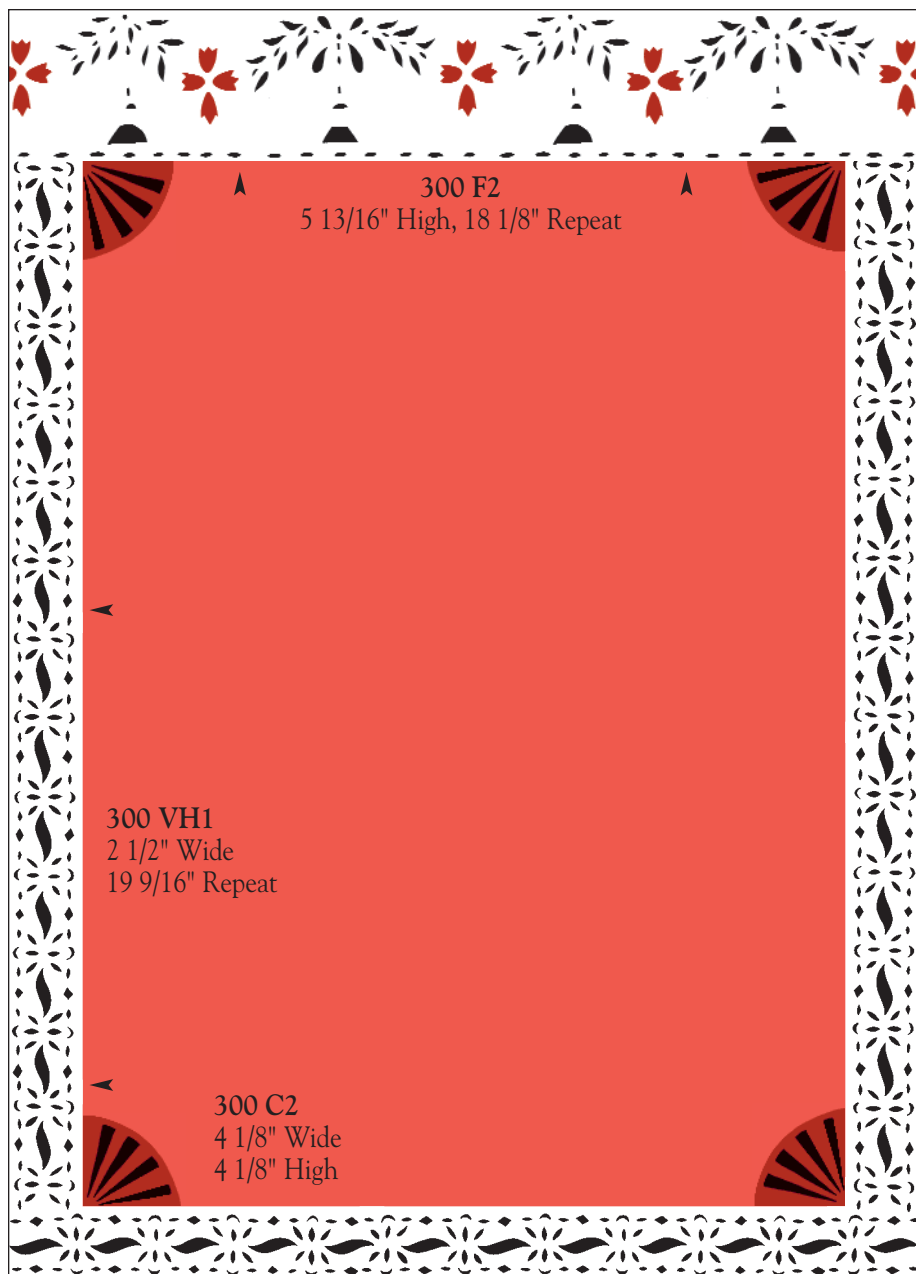 300 F2
5 13/16" High, 18 1/8" Repeat
300 VH1
2 1/2" Wide
19 9/16" Repeat
300 C2
4 1/8" Wide
4 1/8" High